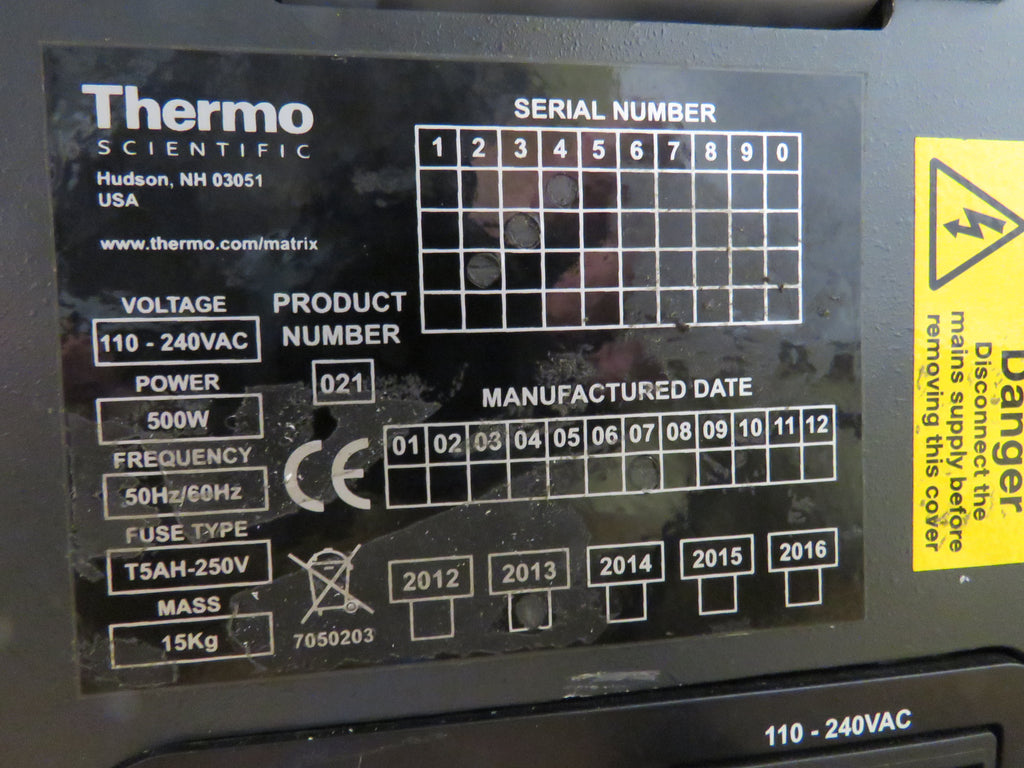 Thermo
SCIENTIFIC
Hudson, NH 03051
USA
www.thermo.com/matrix
VOLTAGE
110 - 240VAC
POWER
500W
FREQUENCY
50Hz/60Hz
FUSE TYPE
T5AH-250V
MASS
15Kg
PRODUCT
NUMBER
021
CE
7050203
SERIAL NUMBER
1 2 3 4 5 6 7 8 9 0
MANUFACTURED DATE
01 02 03 04 05 06 07 08 09 10 11 12
2012 2013 2014 2015 2016
Danger
Disconnect the
mains supply before
removing this cover
110 - 240VAC